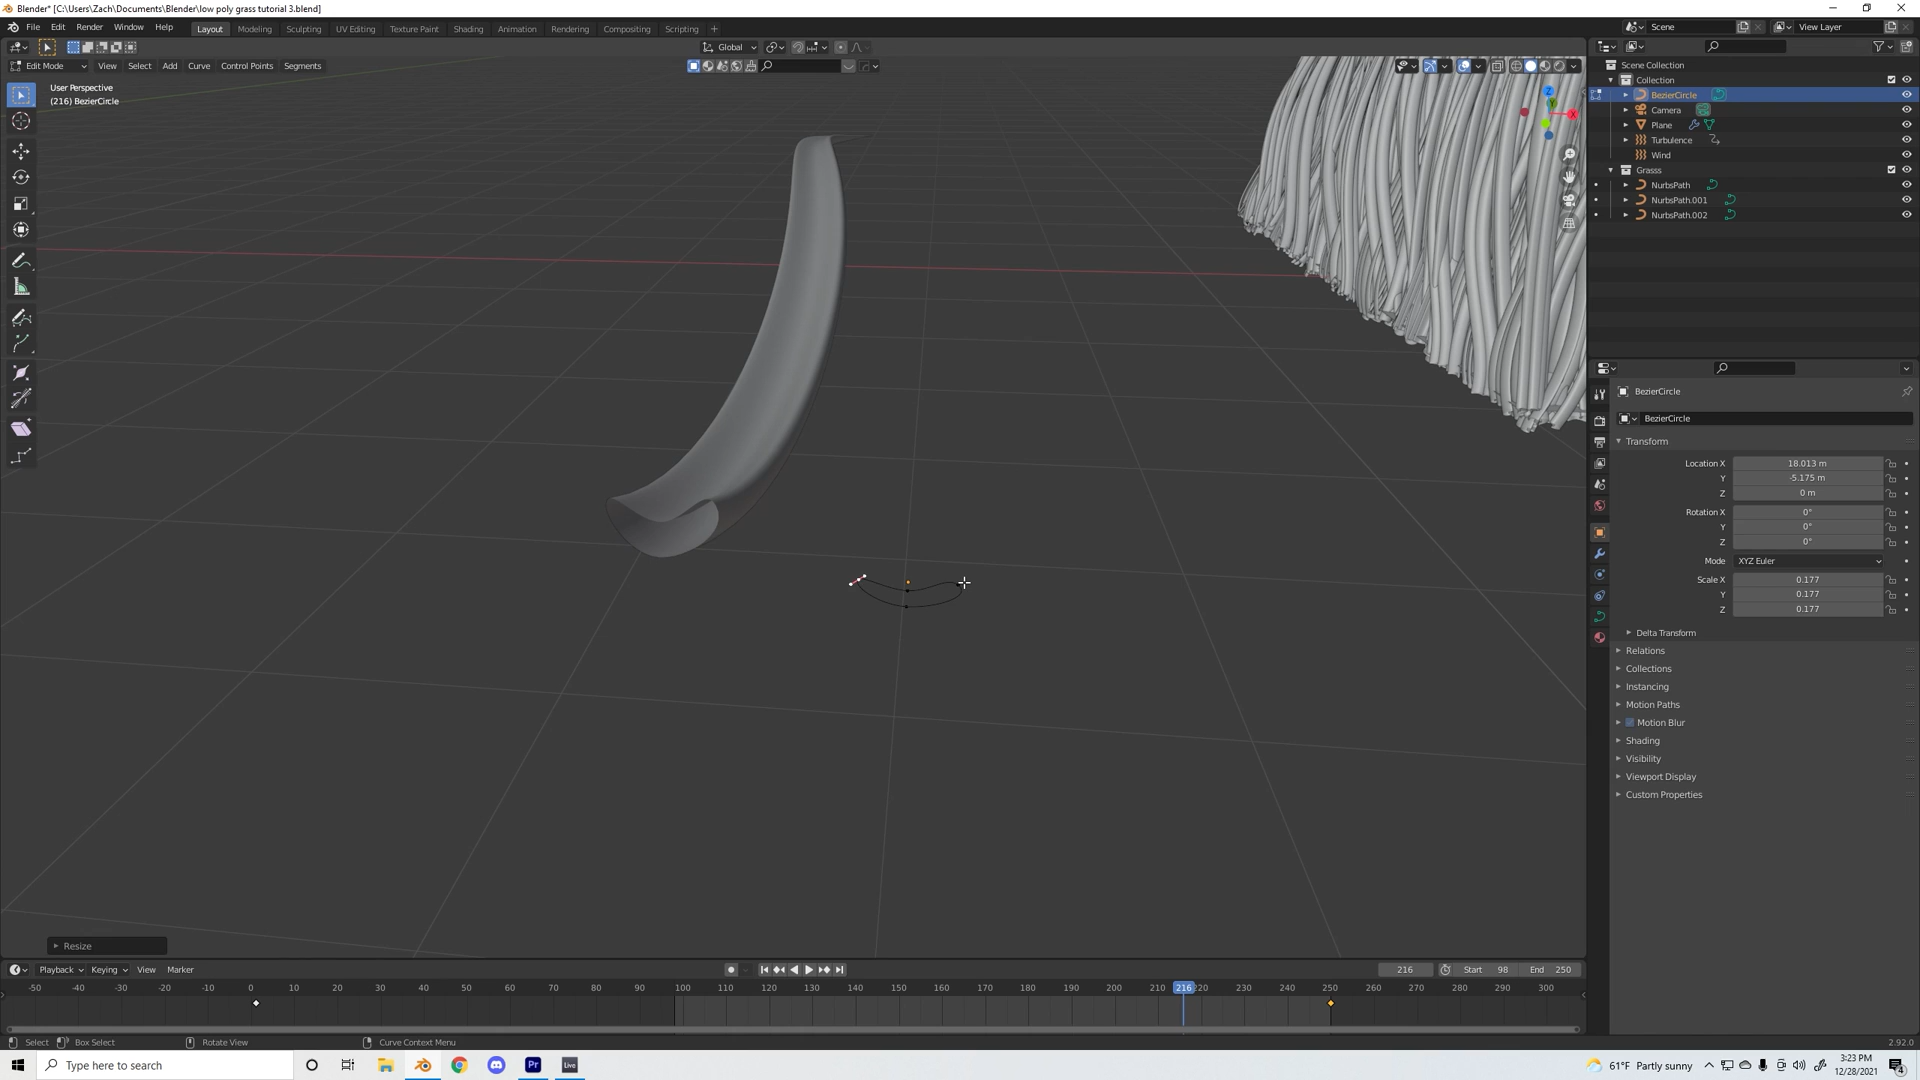 Blender* [C:\Users\Zach\Documents\Blender\low poly grass tutorial 3.blend]
File Edit Render Window Help Layout Modeling Sculpting UV Editing Texture Paint Shading Animation Rendering Compositing Scripting + Scene View Layer
Global
Edit Mode View Select Add Curve Control Points Segments
User Perspective
(216) BezierCircle
Z
Y
X
Scene Collection
Collection
BezierCircle
Camera
Plane
Turbulence
Wind
Grasss
NurbsPath
NurbsPath.001
NurbsPath.002
BezierCircle
BezierCircle
Transform
Location X 18.013 m
Y -5.175 m
Z 0 m
Rotation X 0°
Y 0°
Z 0°
Mode XYZ Euler
Scale X 0.177
Y 0.177
Z 0.177
Delta Transform
Relations
Collections
Instancing
Motion Paths
Motion Blur
Shading
Visibility
Viewport Display
Custom Properties
Resize
Playback Keying View Marker 216 Start 98 End 250
-50 -40 -30 -20 -10 0 10 20 30 40 50 60 70 80 90 100 110 120 130 140 150 160 170 180 190 200 210 216 220 230 240 250 260 270 280 290 300
Select Box Select Rotate View Curve Context Menu 2.92.0
Type here to search Pr Live 61°F Partly sunny 3:23 PM
12/28/2021 4